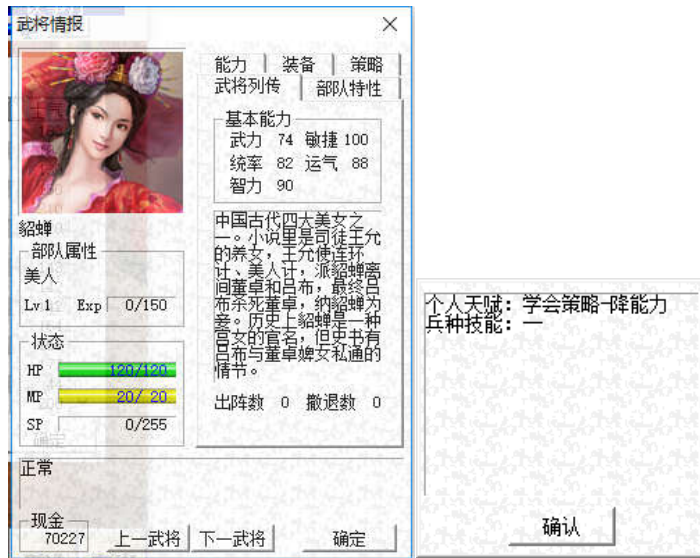 武将情报
能力 装备 策略
武将列传 部队特性
基本能力
武力 74 敏捷 100
统率 82 运气 88
智力 90
貂蝉
部队属性
美人
Lv 1 Exp 0/150
状态
HP 120/120
MP 20/ 20
SP 0/255
中国古代四大美女之
一。小说里是司徒王允
的养女，王允使连环
计、美人计，派貂蝉离
间董卓和吕布，最终吕
布杀死董卓，纳貂蝉为
妾。历史上貂蝉是一种
宫女的官名，但史书有
吕布与董卓婢女私通的
情节。
出阵数 0 撤退数 0
正常
现金
70227
上一武将 下一武将 确定
个人天赋：学会策略-降能力
兵种技能：一
确认